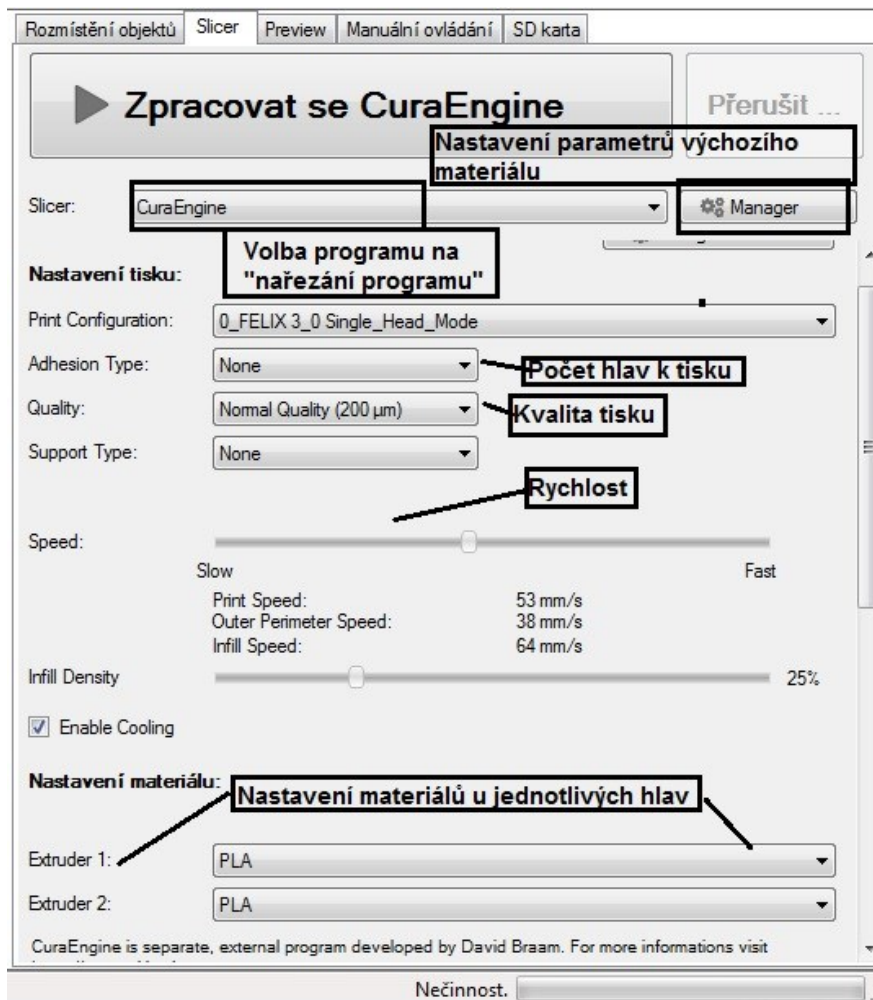 Rozmístění objektů Slicer Preview Manuální ovládání SD karta
Zpracovat se CuraEngine
Přerušit ...
Nastavení parametrů výchozího
materiálu
Slicer: CuraEngine Manager
Volba programu na
"nařezání programu"
Nastavení tisku:
Print Configuration: 0_FELIX 3_0 Single_Head_Mode
Adhesion Type: None
Počet hlav k tisku
Quality: Normal Quality (200 µm)
Kvalita tisku
Support Type: None
Rychlost
Speed:
Slow Fast
Print Speed: 53 mm/s
Outer Perimeter Speed: 38 mm/s
Infill Speed: 64 mm/s
Infill Density 25%
Enable Cooling
Nastavení materiálu:
Nastavení materiálů u jednotlivých hlav
Extruder 1: PLA
Extruder 2: PLA
CuraEngine is separate, external program developed by David Braam. For more informations visit
Nečinnost.